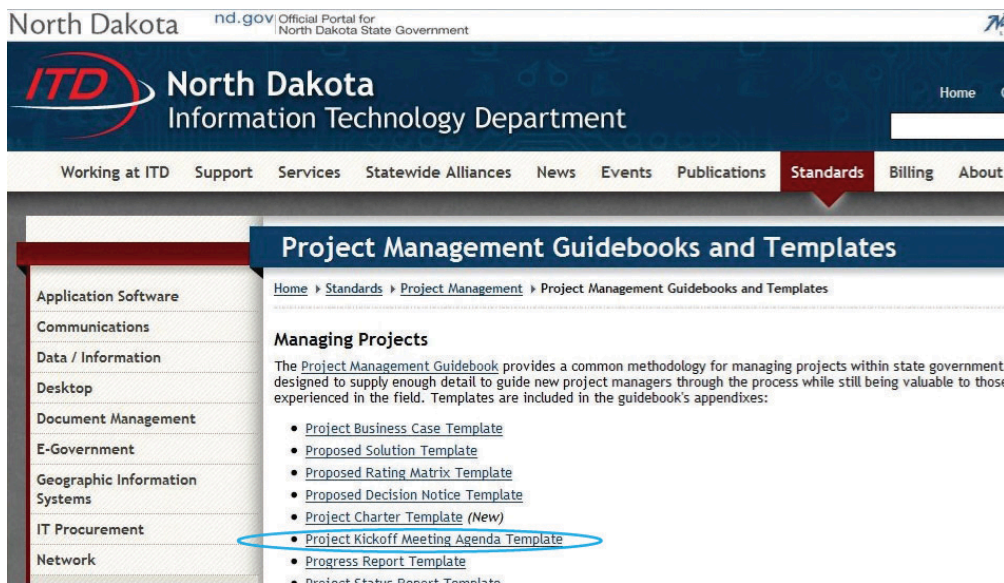 North Dakota nd.gov Official Portal for
North Dakota State Government
ITD North Dakota
Information Technology Department
Home
Working at ITD Support Services Statewide Alliances News Events Publications Standards Billing About
Project Management Guidebooks and Templates
Home Standards Project Management Project Management Guidebooks and Templates
Application Software
Communications
Data / Information
Desktop
Document Management
E-Government
Geographic Information
Systems
IT Procurement
Network
Managing Projects
The Project Management Guidebook provides a common methodology for managing projects within state government
designed to supply enough detail to guide new project managers through the process while still being valuable to those
experienced in the field. Templates are included in the guidebook's appendixes:
• Project Business Case Template
• Proposed Solution Template
• Proposed Rating Matrix Template
• Proposed Decision Notice Template
• Project Charter Template (New)
• Project Kickoff Meeting Agenda Template
• Progress Report Template
• Project Status Report Template